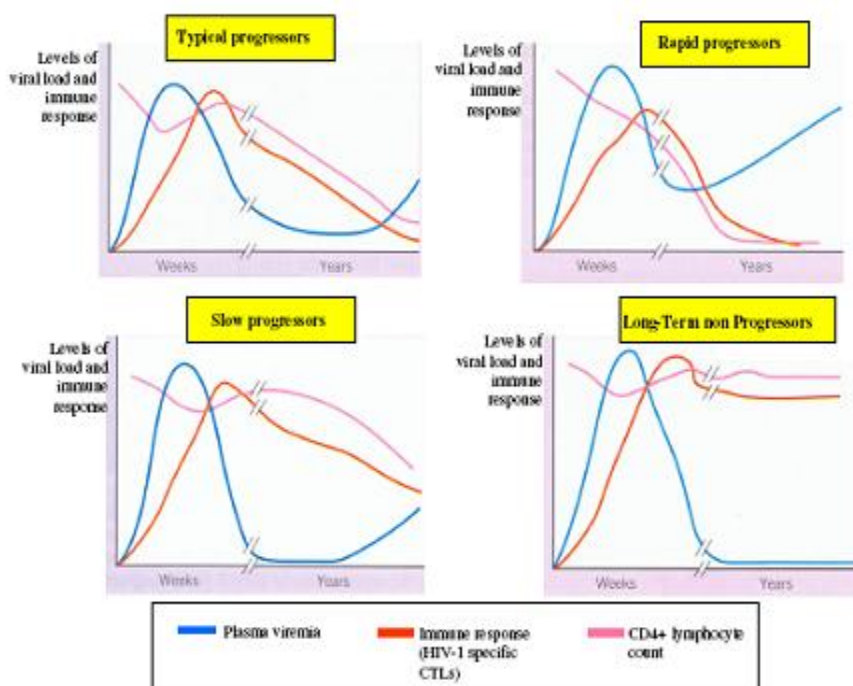 Typical progressors
Levels of
viral load and
immune
response
Weeks
Years
Rapid progressors
Levels of
viral load and
immune
response
Weeks
Years
Slow progressors
Levels of
viral load and
immune
response
Weeks
Years
Long-Term non Progressors
Levels of
viral load and
immune
response
Weeks
Years
Plasma viremia
Immune response
(HIV-1 specific
CTLs)
CD4+ lymphocyte
count